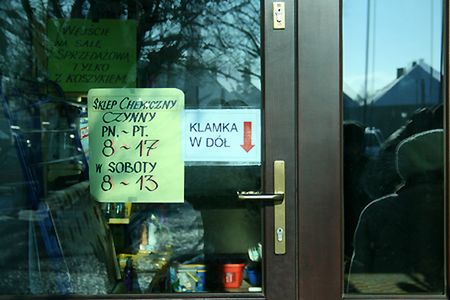 WEJŚCIE
NA SALĘ
SPRZEDAŻOWĄ
TYLKO
Z KOSZYKIEM
SKLEP CHEMICZNY
CZYNNY
PN. ~ PT.
8 ~ 17
W SOBOTY
8 ~ 13
KLAMKA
W DÓŁ